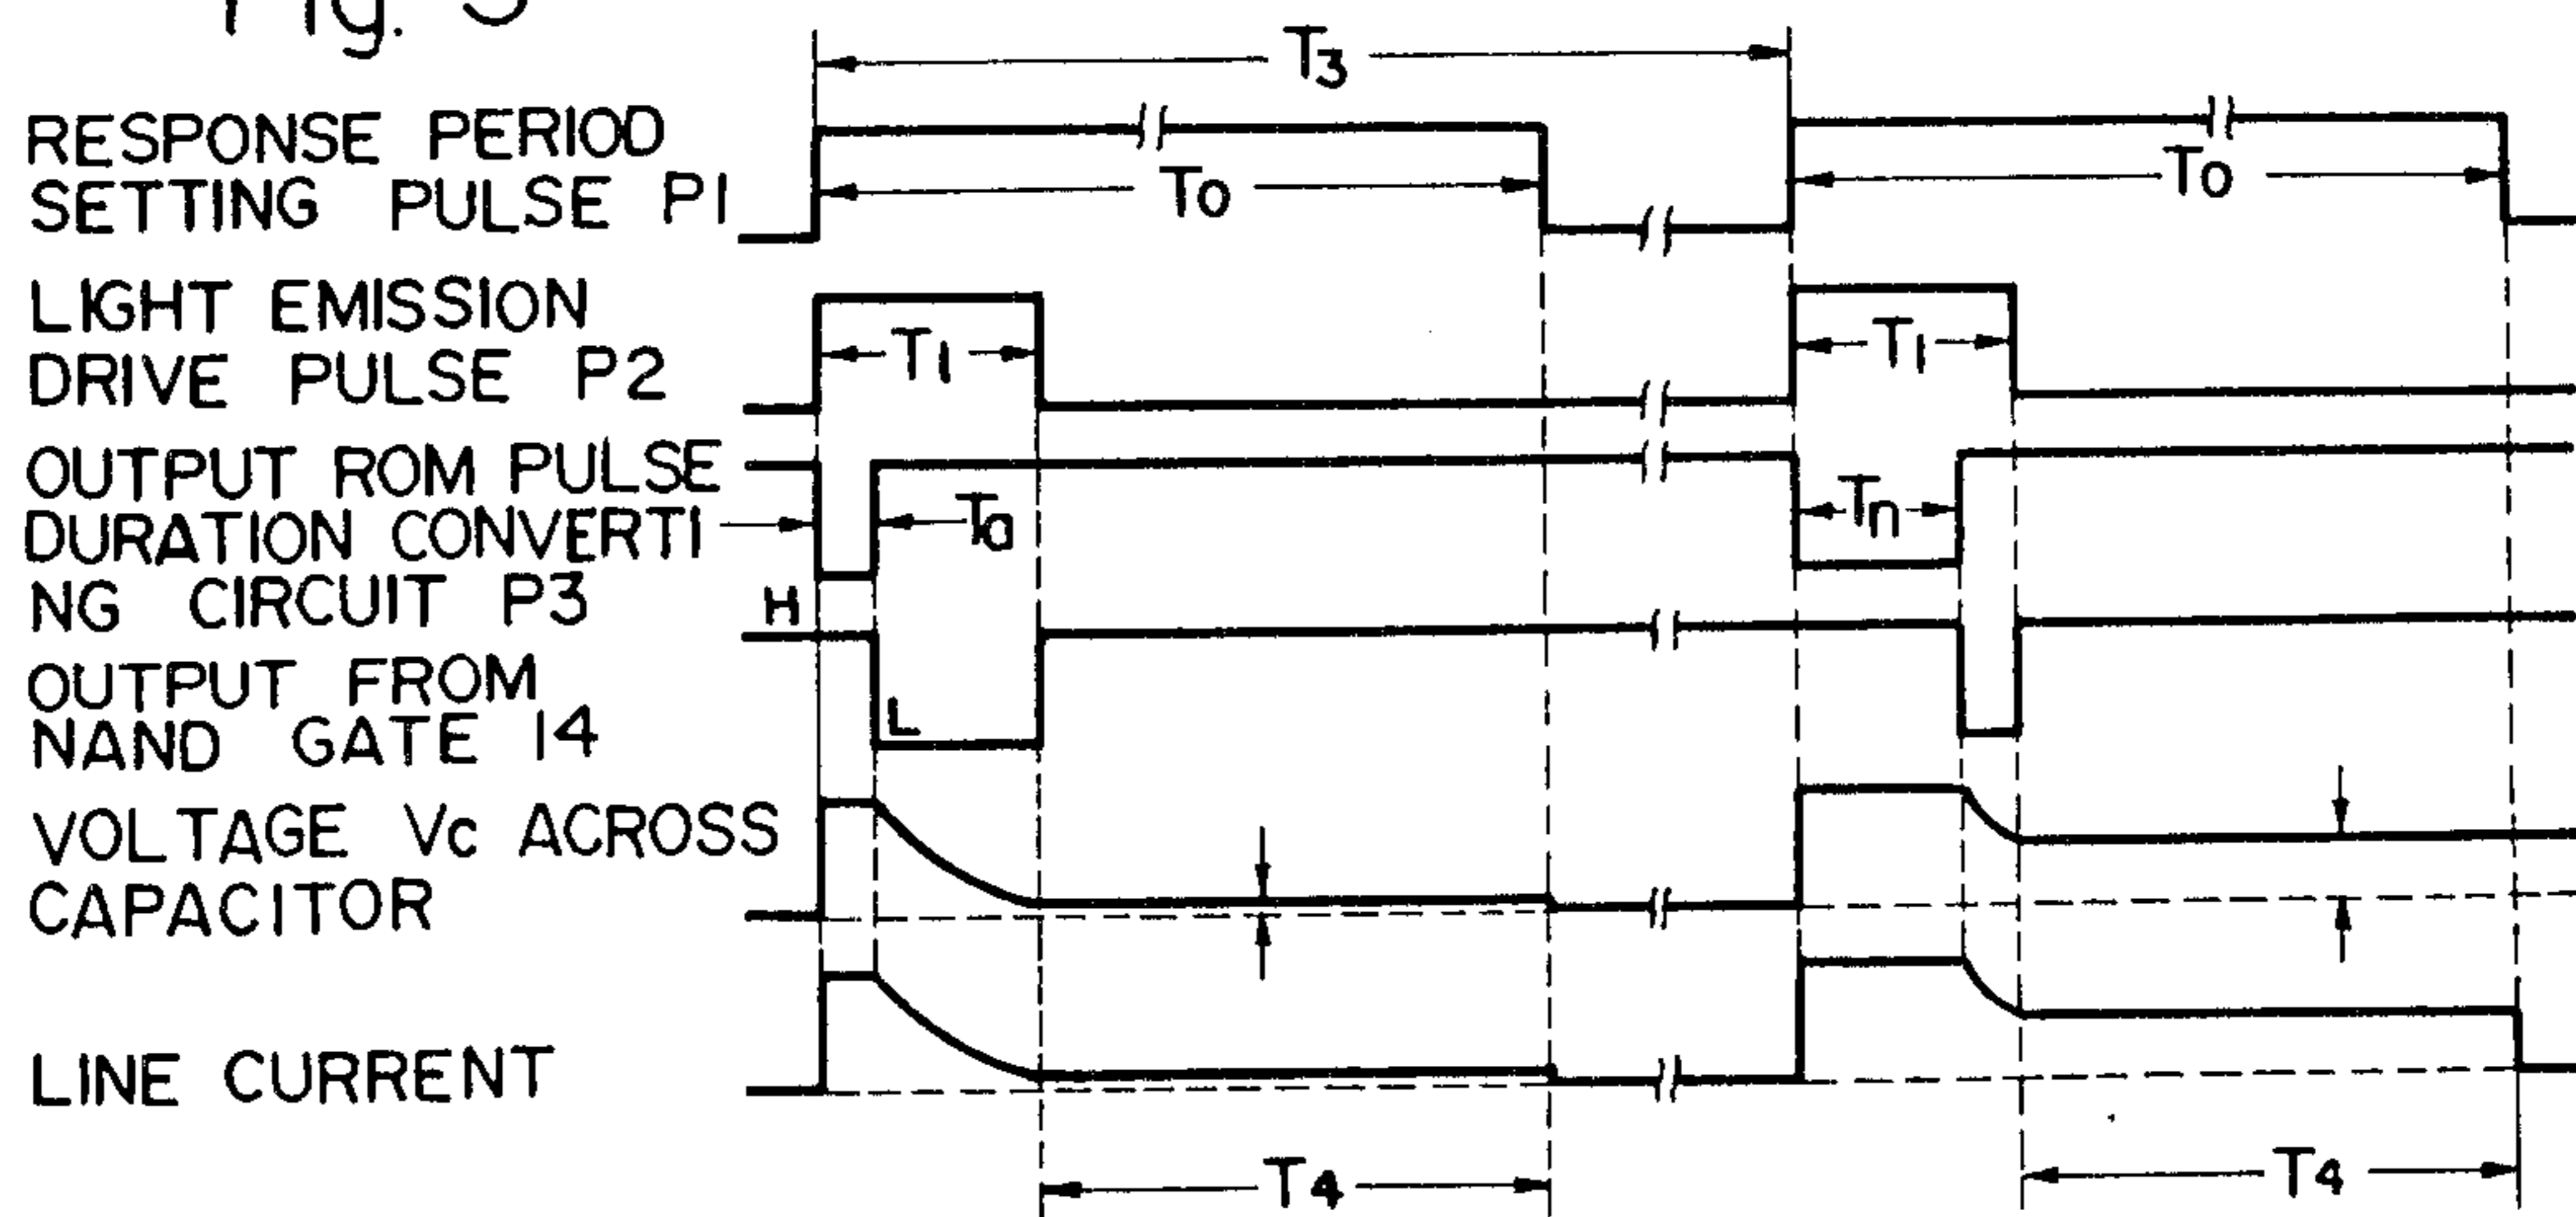 Fig. 5
T3
RESPONSE PERIOD
SETTING PULSE P1
T0
T0
LIGHT EMISSION
DRIVE PULSE P2
T1
T1
OUTPUT ROM PULSE
DURATION CONVERTI
NG CIRCUIT P3
Ta
Tn
H
L
OUTPUT FROM
NAND GATE 14
VOLTAGE Vc ACROSS
CAPACITOR
LINE CURRENT
T4
T4